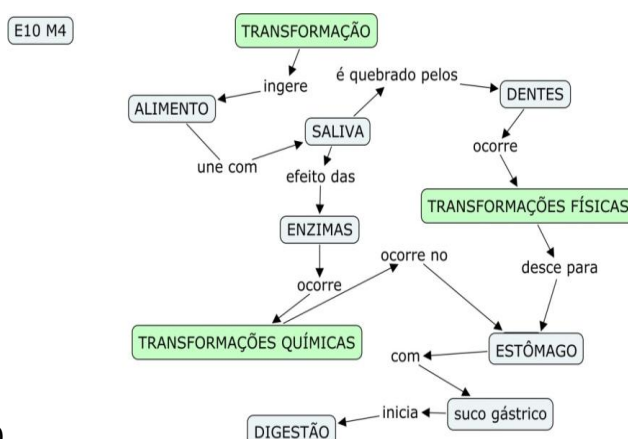 E10 M4
TRANSFORMAÇÃO
ingere
é quebrado pelos
ALIMENTO
DENTES
SALIVA
ocorre
une com
efeito das
TRANSFORMAÇÕES FÍSICAS
ENZIMAS
ocorre no
desce para
ocorre
TRANSFORMAÇÕES QUÍMICAS
ESTÔMAGO
com
inicia
suco gástrico
DIGESTÃO